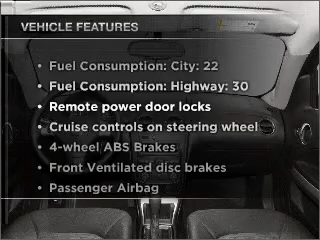 VEHICLE FEATURES
• Fuel Consumption: City: 22
• Fuel Consumption: Highway: 30
• Remote power door locks
• Cruise controls on steering wheel
• 4-wheel ABS Brakes
• Front Ventilated disc brakes
• Passenger Airbag